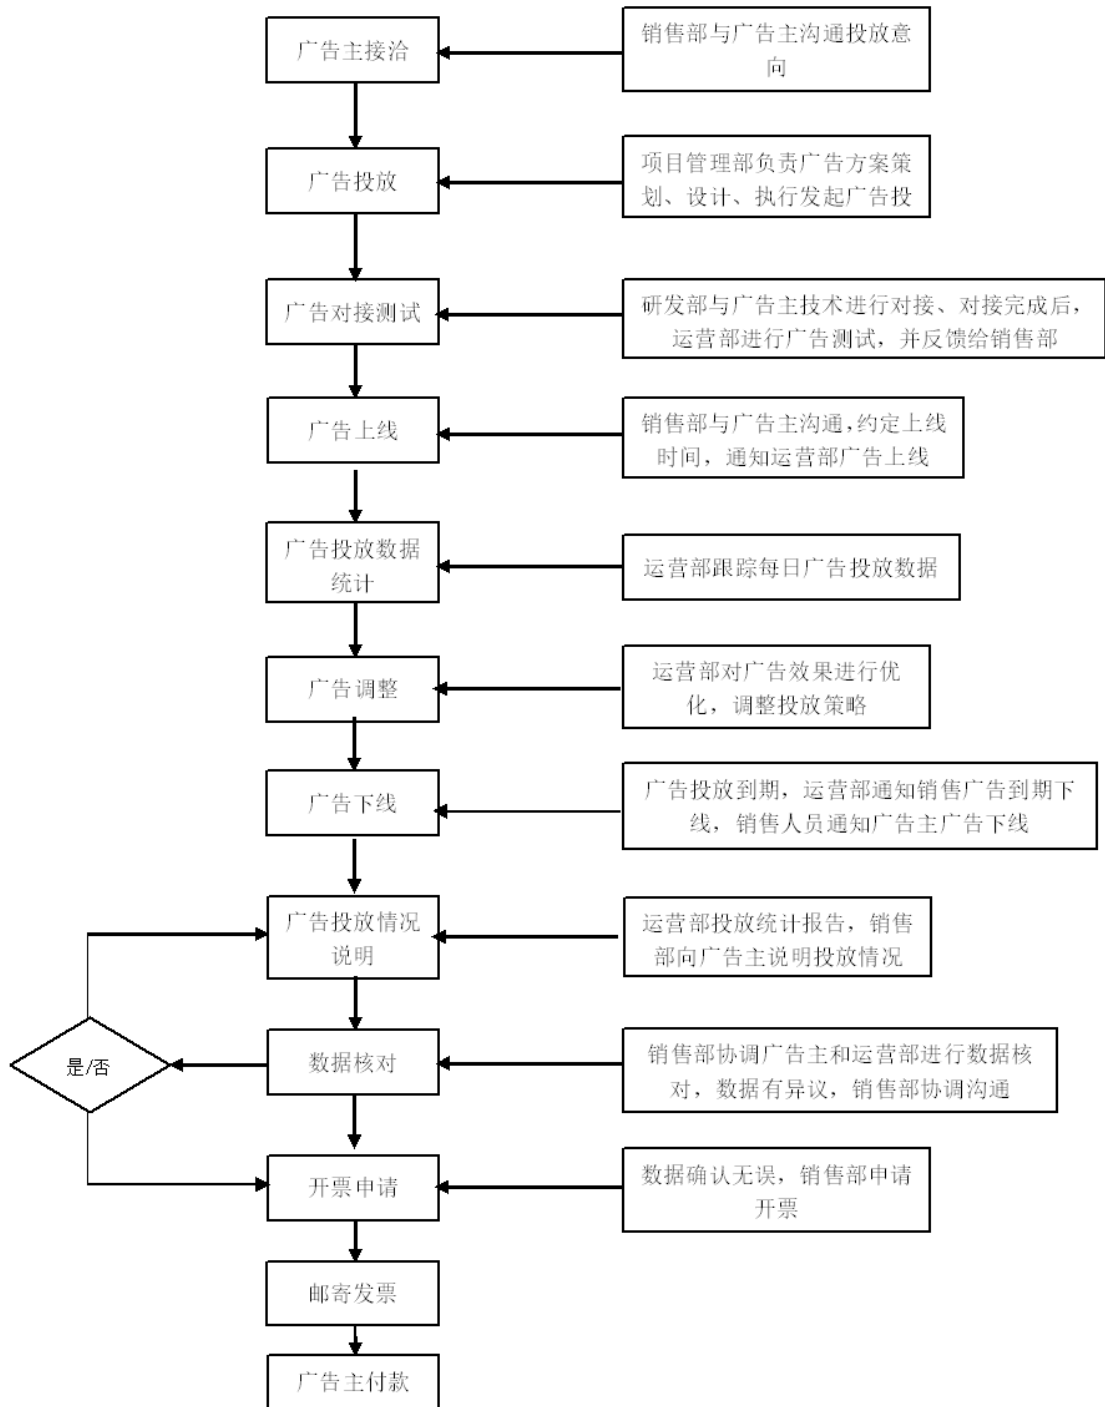 广告主接洽
销售部与广告主沟通投放意
向
广告投放
项目管理部负责广告方案策
划、设计、执行发起广告投
广告对接测试
研发部与广告主技术进行对接、对接完成后，
运营部进行广告测试，并反馈给销售部
广告上线
销售部与广告主沟通，约定上线
时间，通知运营部广告上线
广告投放数据
统计
运营部跟踪每日广告投放数据
广告调整
运营部对广告效果进行优
化，调整投放策略
广告下线
广告投放到期，运营部通知销售广告到期下
线，销售人员通知广告主广告下线
广告投放情况
说明
运营部投放统计报告，销售
部向广告主说明投放情况
是/否
数据核对
销售部协调广告主和运营部进行数据核
对，数据有异议，销售部协调沟通
开票申请
数据确认无误，销售部申请
开票
邮寄发票
广告主付款